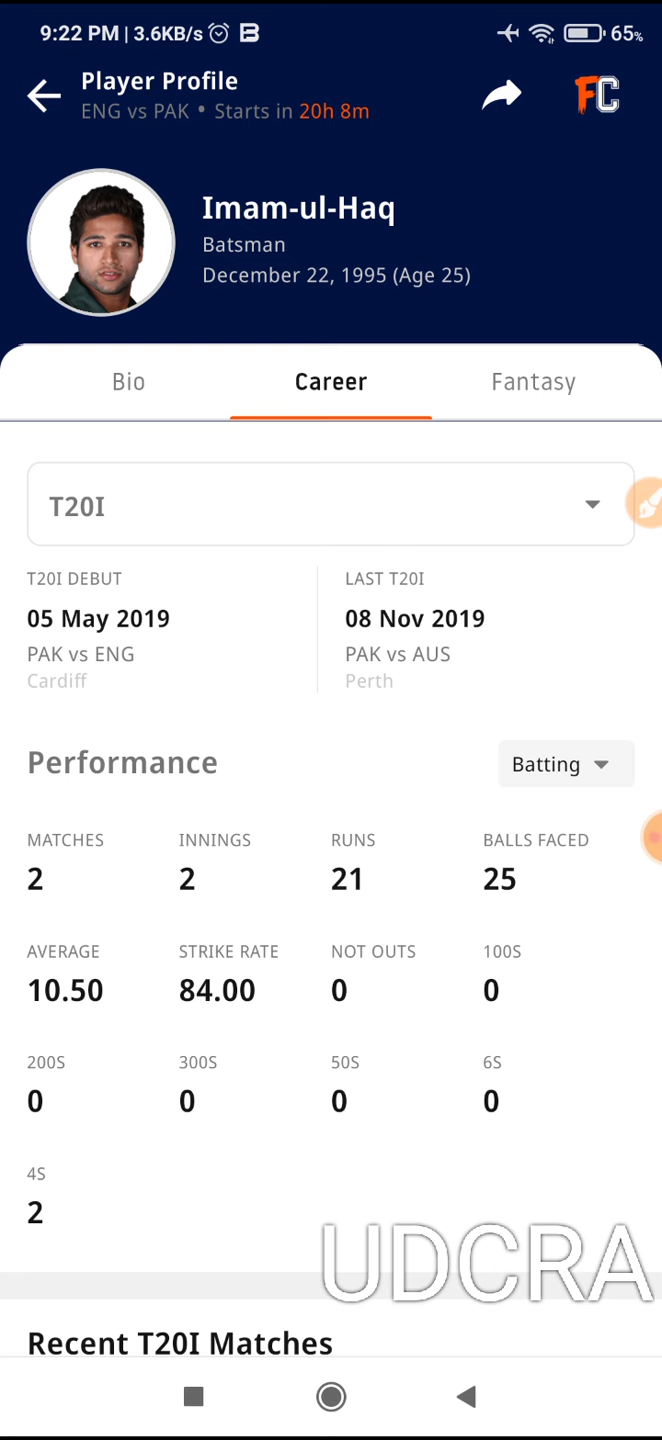 9:22 PM | 3.6KB/s B 65%
Player Profile
ENG vs PAK • Starts in 20h 8m
FC
Imam-ul-Haq
Batsman
December 22, 1995 (Age 25)
Bio Career Fantasy
T20I
T20I DEBUT LAST T20I
05 May 2019 08 Nov 2019
PAK vs ENG PAK vs AUS
Cardiff Perth
Performance Batting
MATCHES INNINGS RUNS BALLS FACED
2 2 21 25
AVERAGE STRIKE RATE NOT OUTS 100S
10.50 84.00 0 0
200S 300S 50S 6S
0 0 0 0
4S
2
UDCRA
Recent T20I Matches